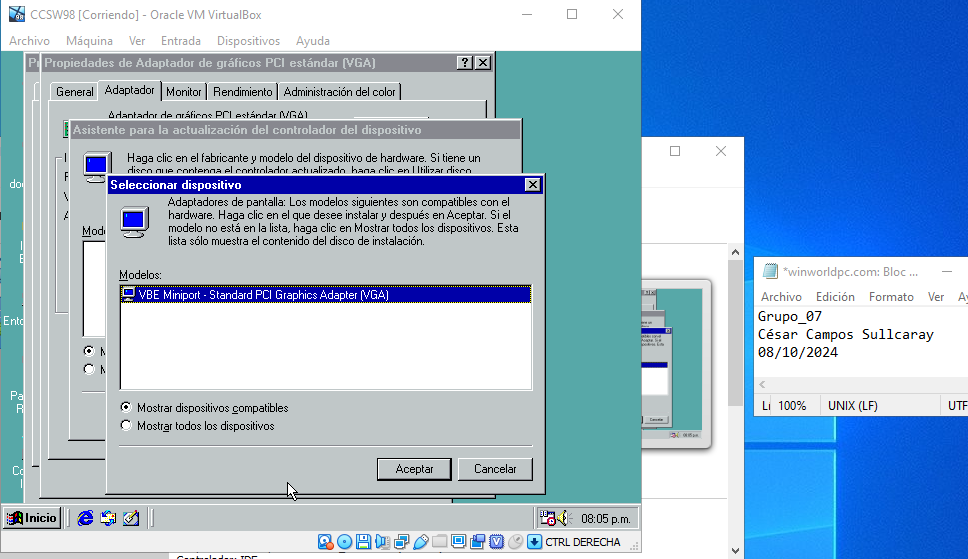 CCSW98 [Corriendo] - Oracle VM VirtualBox
Archivo Máquina Ver Entrada Dispositivos Ayuda
Propiedades de Adaptador de gráficos PCI estándar (VGA)
General Adaptador Monitor Rendimiento Administración del color
Adaptador de gráficos PCI estándar (VGA)
Asistente para la actualización del controlador del dispositivo
Haga clic en el fabricante y modelo del dispositivo de hardware. Si tiene un
disco que contenga el controlador actualizado, haga clic en Utilizar disco
Seleccionar dispositivo
Adaptadores de pantalla: Los modelos siguientes son compatibles con el
hardware. Haga clic en el que desee instalar y después en Aceptar. Si el
modelo no está en la lista, haga clic en Mostrar todos los dispositivos. Esta
lista sólo muestra el contenido del disco de instalación.
Modelos:
VBE Miniport - Standard PCI Graphics Adapter (VGA)
Mostrar dispositivos compatibles
Mostrar todos los dispositivos
Aceptar Cancelar
Inicio
08:05 p.m.
CTRL DERECHA
Controlador: IDE
*winworldpc.com: Bloc ...
Archivo Edición Formato Ver Ay
Grupo_07
César Campos Sullcaray
08/10/2024
100% UNIX (LF) UTF